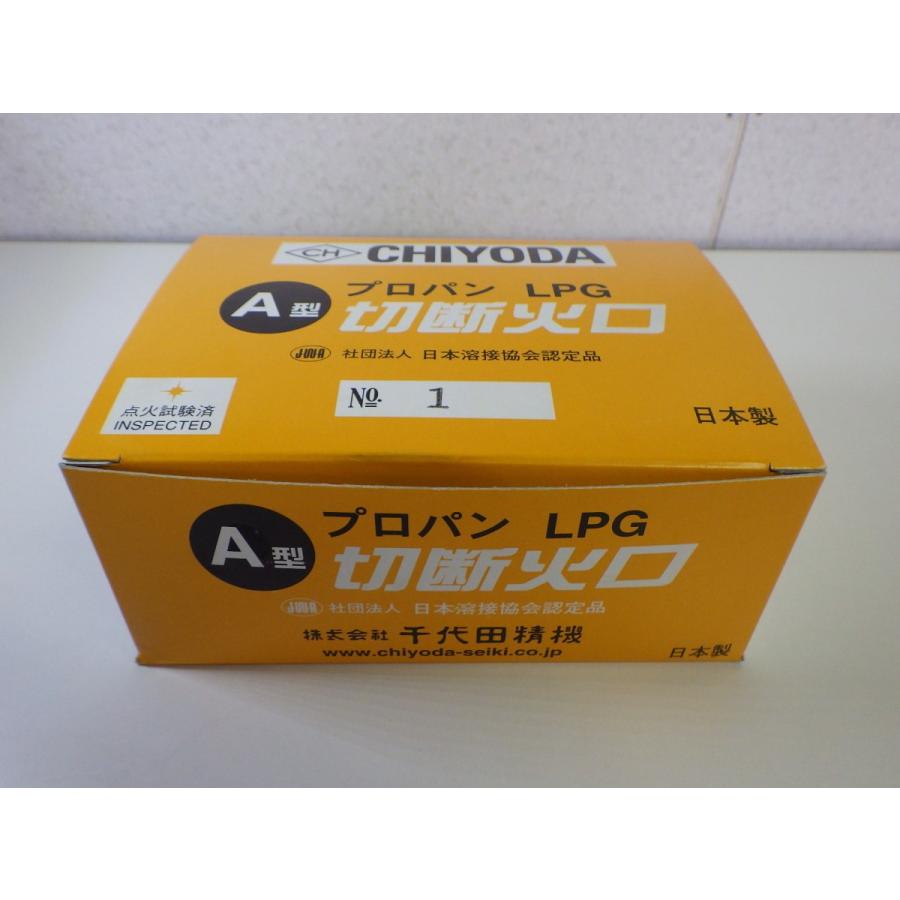 CH CHIYODA
A型 プロパン LPG
切断火口
JWA 社団法人 日本溶接協会認定品
点火試験済
INSPECTED
No. 1
日本製
A型 プロパン LPG
切断火口
JWA 社団法人 日本溶接協会認定品
株式会社 千代田精機
www.chiyoda-seiki.co.jp
日本製